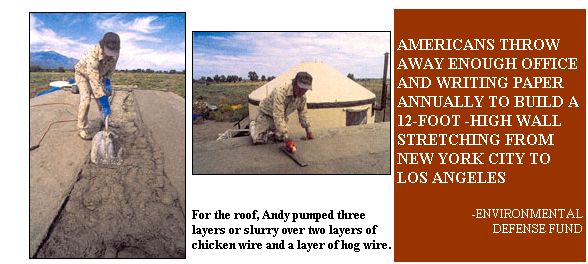 AMERICANS THROW
AWAY ENOUGH OFFICE
AND WRITING PAPER
ANNUALLY TO BUILD A
12-FOOT -HIGH WALL
STRETCHING FROM
NEW YORK CITY TO
LOS ANGELES
-ENVIRONMENTAL
DEFENSE FUND
For the roof, Andy pumped three
layers or slurry over two layers of
chicken wire and a layer of hog wire.